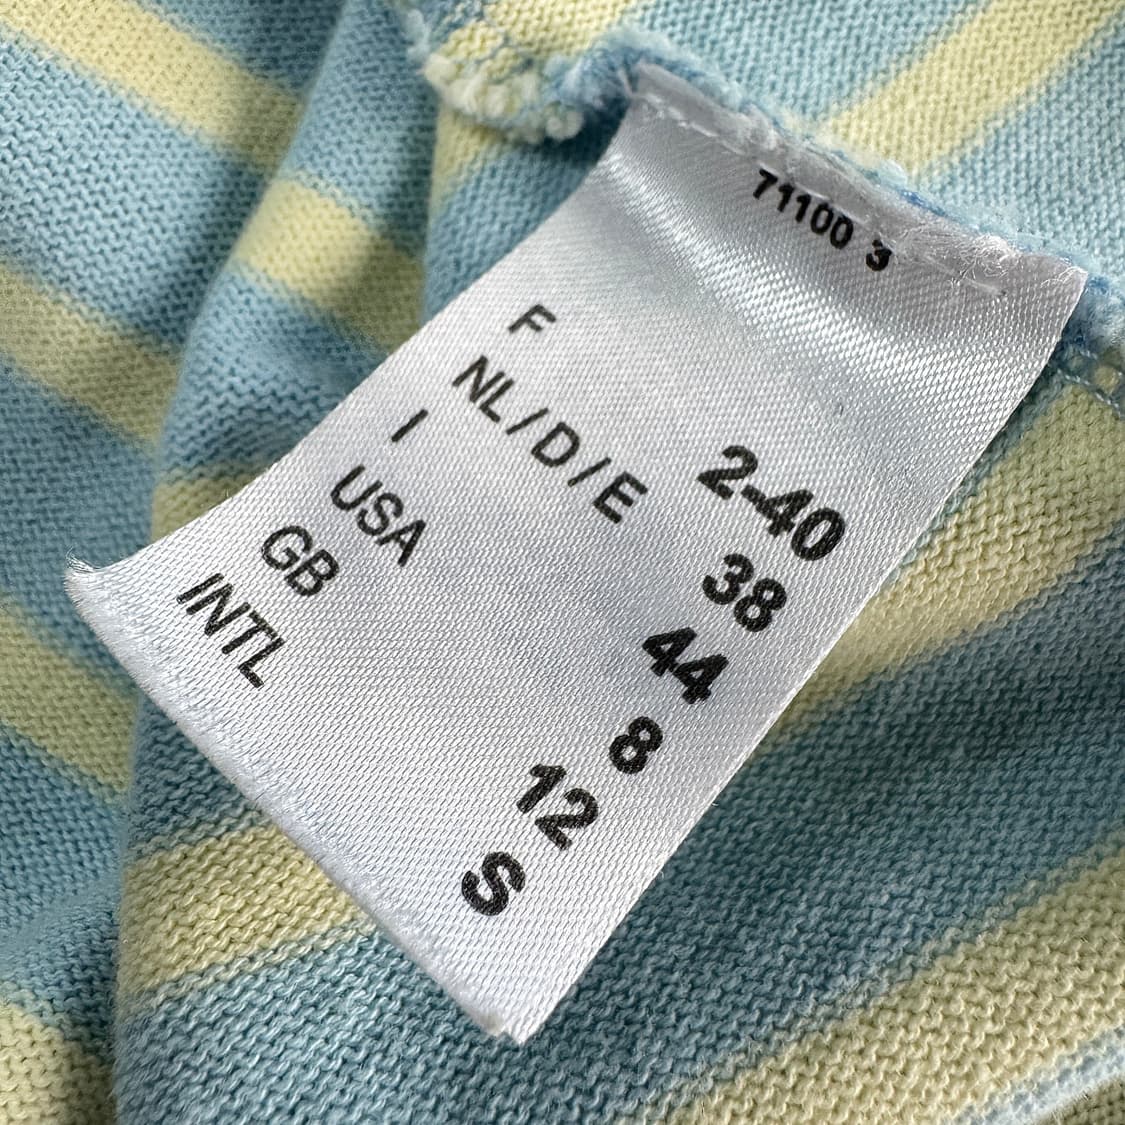 71100 3
F 2-40
NL/D/E 38
I 44
USA 8
GB 12
INTL S